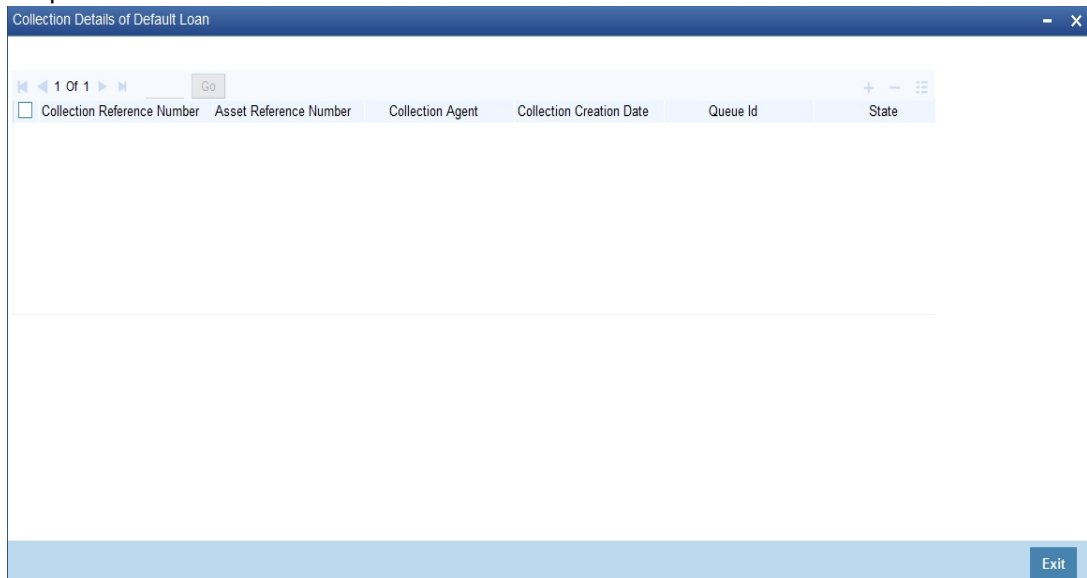 Collection Details of Default Loan
1 Of 1 Go
Collection Reference Number Asset Reference Number Collection Agent Collection Creation Date Queue Id State
Exit